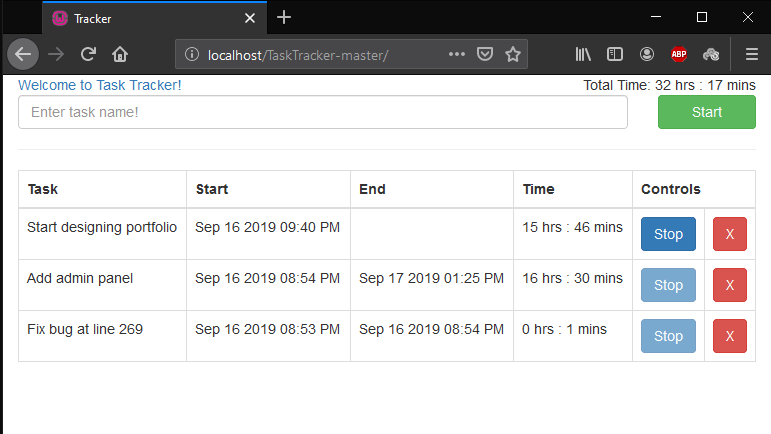 Tracker
localhost/TaskTracker-master/
ABP
Welcome to Task Tracker!
Total Time: 32 hrs : 17 mins
Enter task name!
Start
Task Start End Time Controls
Start designing portfolio Sep 16 2019 09:40 PM 15 hrs : 46 mins Stop X
Add admin panel Sep 16 2019 08:54 PM Sep 17 2019 01:25 PM 16 hrs : 30 mins Stop X
Fix bug at line 269 Sep 16 2019 08:53 PM Sep 16 2019 08:54 PM 0 hrs : 1 mins Stop X